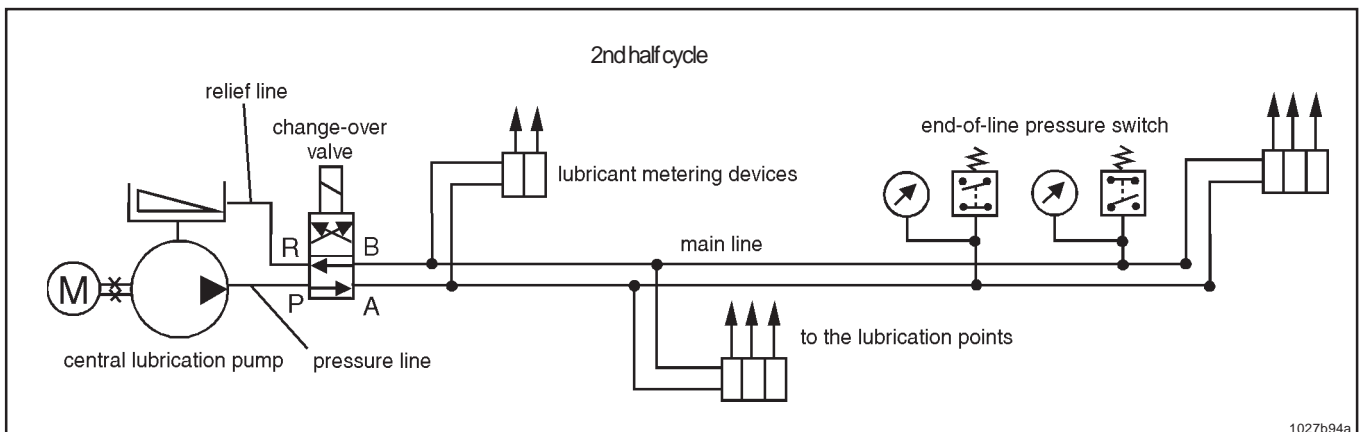 2nd half cycle
relief line
change-over
valve
lubricant metering devices
end-of-line pressure switch
R
B
main line
M
P
A
central lubrication pump
pressure line
to the lubrication points
1027b94a